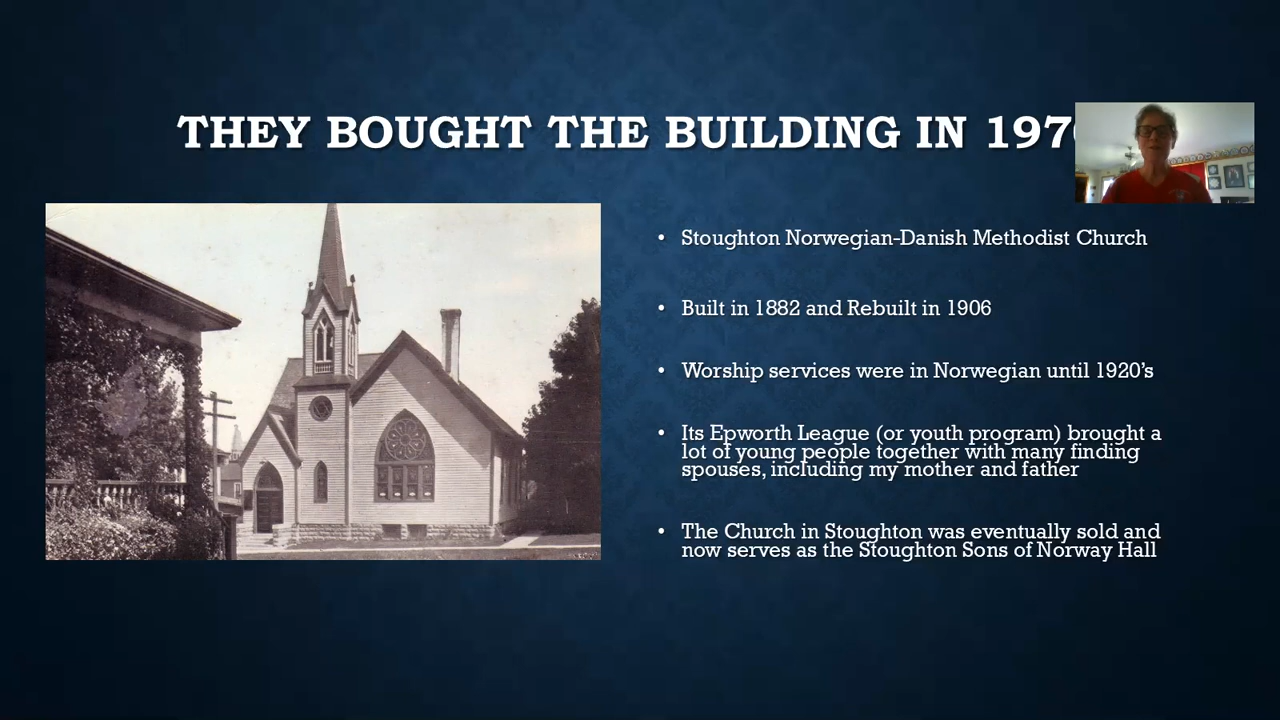 THEY BOUGHT THE BUILDING IN
• Stoughton Norwegian-Danish Methodist Church
• Built in 1882 and Rebuilt in 1906
• Worship services were in Norwegian until 1920's
• Its Epworth League (or youth program) brought a
lot of young people together with many finding
spouses, including my mother and father
• The Church in Stoughton was eventually sold and
now serves as the Stoughton Sons of Norway Hall